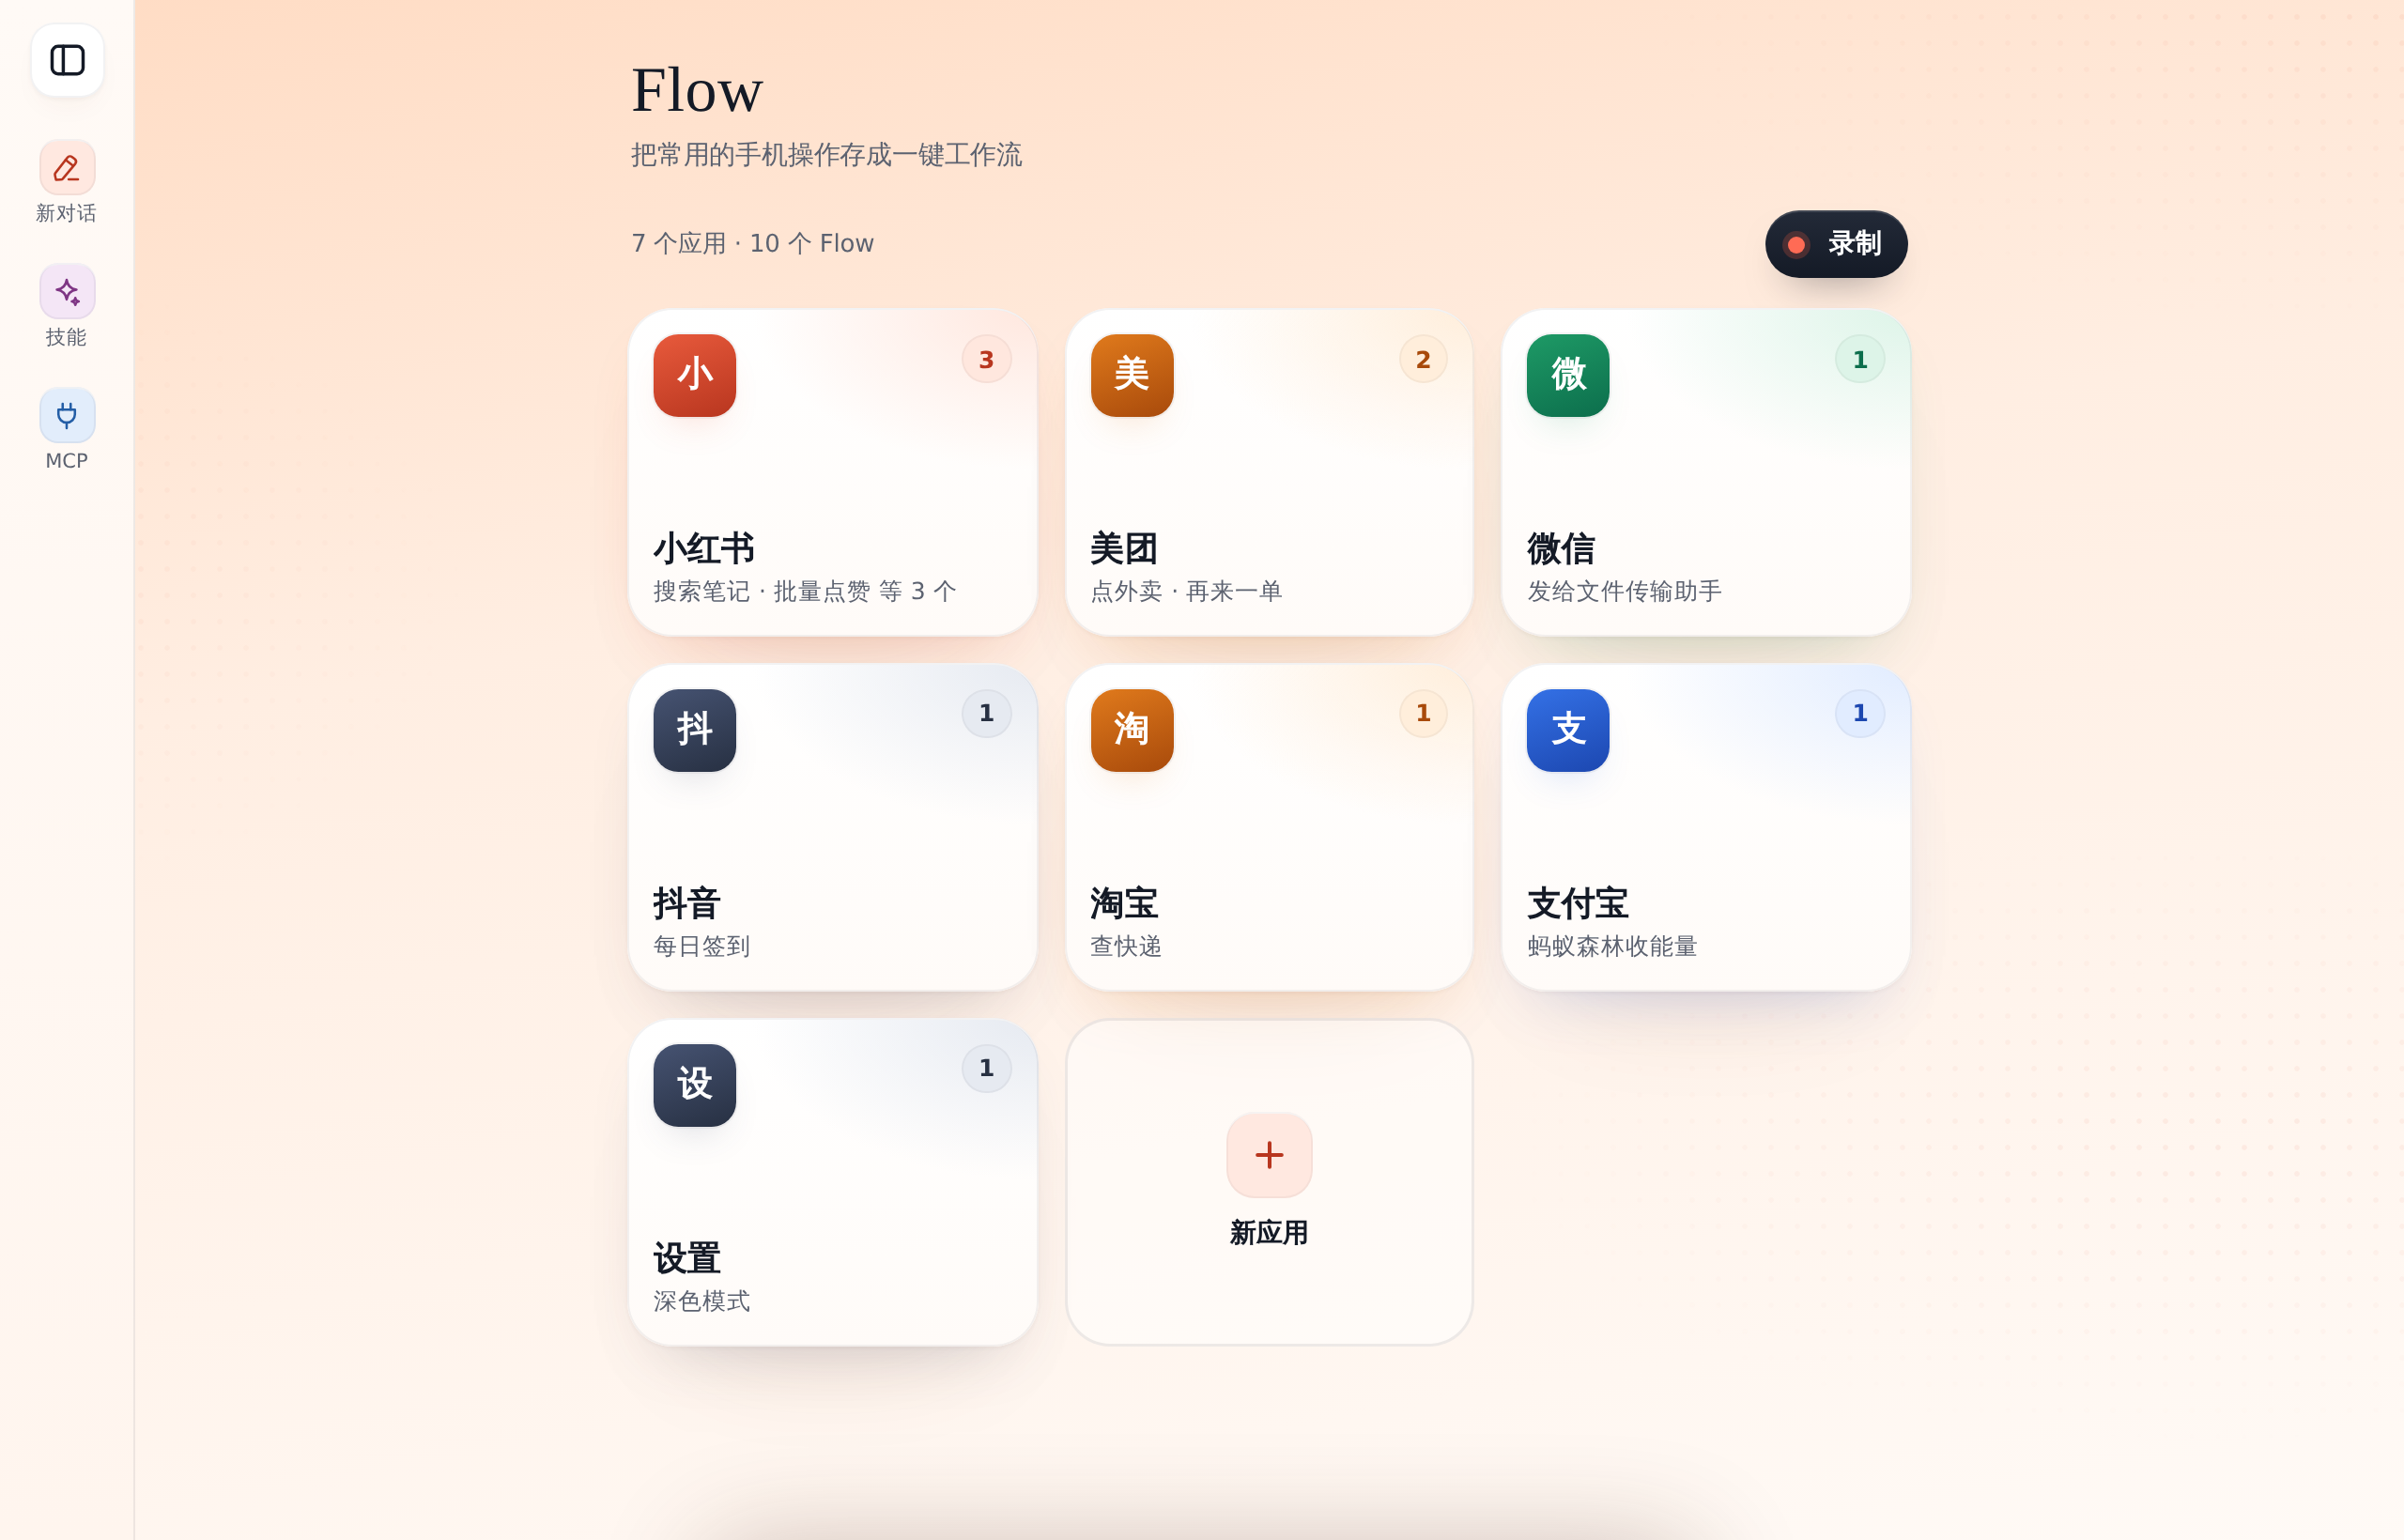 Flow
把常用的手机操作存成一键工作流
7 个应用 · 10 个 Flow
录制
新对话
技能
MCP
小
3
小红书
搜索笔记 · 批量点赞 等 3 个
美
2
美团
点外卖 · 再来一单
微
1
微信
发给文件传输助手
抖
1
抖音
每日签到
淘
1
淘宝
查快递
支
1
支付宝
蚂蚁森林收能量
设
1
设置
深色模式
新应用